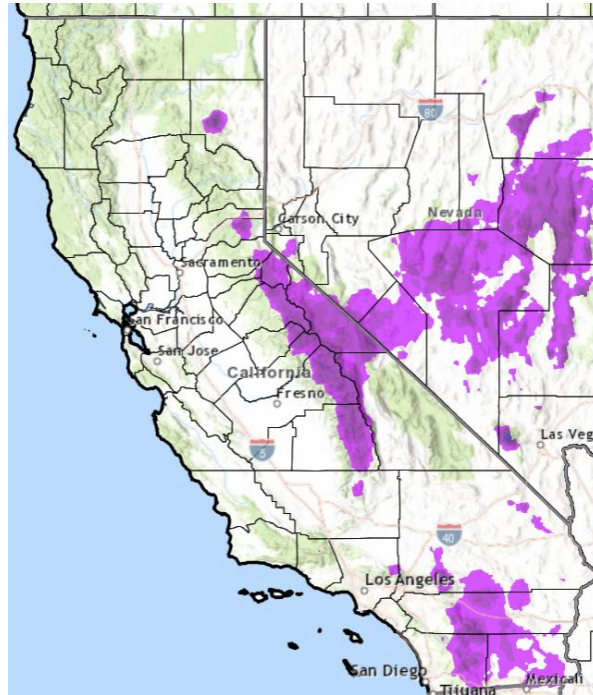 80
Nevada
Carson City
Sacramento
San Francisco
San Jose
California
Fresno
5
Las Veg
40
Los Angeles
San Diego
Mexicali
Tijuana